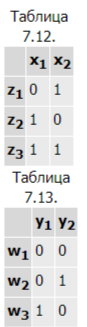 Таблица
7.12.
x1 x2
z1 0 1
z2 1 0
z3 1 1
Таблица
7.13.
y1 y2
w1 0 0
w2 0 1
w3 1 0